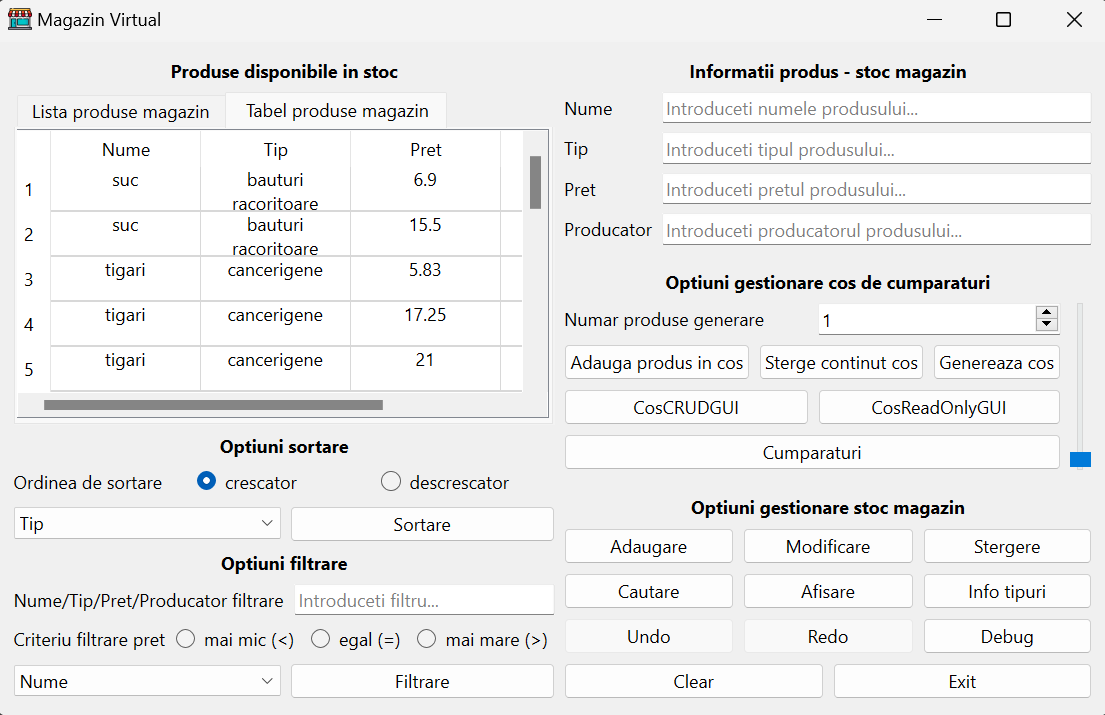 Magazin Virtual
Produse disponibile in stoc
Lista produse magazin
Tabel produse magazin
Nume Tip Pret
1 suc bauturi racoritoare 6.9
2 suc bauturi racoritoare 15.5
3 tigari cancerigene 5.83
4 tigari cancerigene 17.25
5 tigari cancerigene 21
Optiuni sortare
Ordinea de sortare crescator descrescator
Tip Sortare
Optiuni filtrare
Nume/Tip/Pret/Producator filtrare Introduceti filtru...
Criteriu filtrare pret mai mic (<) egal (=) mai mare (>)
Nume Filtrare
Informatii produs - stoc magazin
Nume Introduceti numele produsului...
Tip Introduceti tipul produsului...
Pret Introduceti pretul produsului...
Producator Introduceti producatorul produsului...
Optiuni gestionare cos de cumparaturi
Numar produse generare 1
Adauga produs in cos Sterge continut cos Genereaza cos
CosCRUDGUI CosReadOnlyGUI
Cumparaturi
Optiuni gestionare stoc magazin
Adaugare Modificare Stergere
Cautare Afisare Info tipuri
Undo Redo Debug
Clear Exit